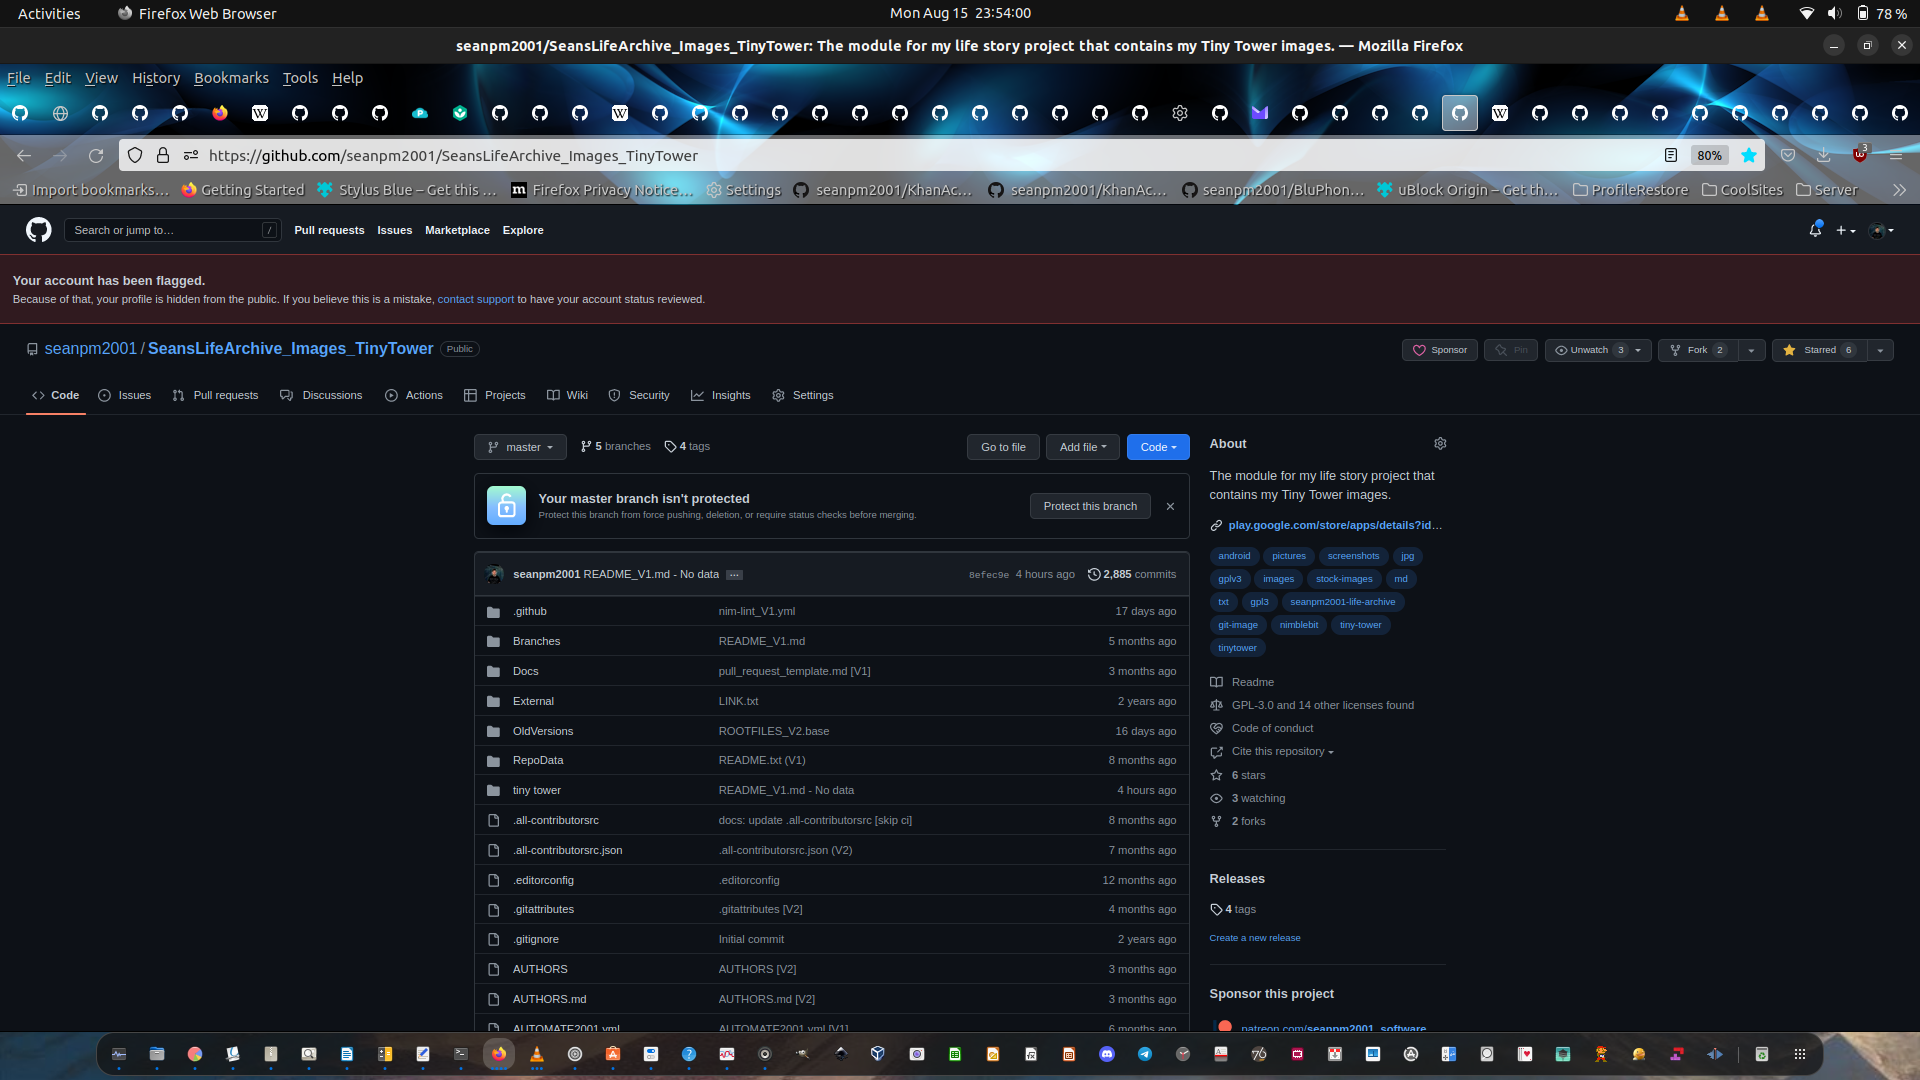 Activities Firefox Web Browser Mon Aug 15 23:54:00 78 %
seanpm2001/SeansLifeArchive_Images_TinyTower: The module for my life story project that contains my Tiny Tower images. — Mozilla Firefox
File Edit View History Bookmarks Tools Help
https://github.com/seanpm2001/SeansLifeArchive_Images_TinyTower 80% 3
Import bookmarks… Getting Started Stylus Blue – Get this … Firefox Privacy Notice… Settings seanpm2001/KhanAc… seanpm2001/KhanAc… seanpm2001/BluPhon… uBlock Origin – Get th… ProfileRestore CoolSites Server
Search or jump to… / Pull requests Issues Marketplace Explore
Your account has been flagged.
Because of that, your profile is hidden from the public. If you believe this is a mistake, contact support to have your account status reviewed.
seanpm2001 / SeansLifeArchive_Images_TinyTower Public Sponsor Pin Unwatch 3 Fork 2 Starred 6
Code Issues Pull requests Discussions Actions Projects Wiki Security Insights Settings
master 5 branches 4 tags Go to file Add file Code
Your master branch isn't protected
Protect this branch from force pushing, deletion, or require status checks before merging.
Protect this branch
seanpm2001 README_V1.md - No data … 8efec9e 4 hours ago 2,885 commits
.github nim-lint_V1.yml 17 days ago
Branches README_V1.md 5 months ago
Docs pull_request_template.md [V1] 3 months ago
External LINK.txt 2 years ago
OldVersions ROOTFILES_V2.base 16 days ago
RepoData README.txt (V1) 8 months ago
tiny tower README_V1.md - No data 4 hours ago
.all-contributorsrc docs: update .all-contributorsrc [skip ci] 8 months ago
.all-contributorsrc.json .all-contributorsrc.json (V2) 7 months ago
.editorconfig .editorconfig 12 months ago
.gitattributes .gitattributes [V2] 4 months ago
.gitignore Initial commit 2 years ago
AUTHORS AUTHORS [V2] 3 months ago
AUTHORS.md AUTHORS.md [V2] 3 months ago
AUTOMATE2001.yml AUTOMATE2001.yml [V1] 6 months ago
About
The module for my life story project that
contains my Tiny Tower images.
play.google.com/store/apps/details?id…
android pictures screenshots jpg
gplv3 images stock-images md
txt gpl3 seanpm2001-life-archive
git-image nimblebit tiny-tower
tinytower
Readme
GPL-3.0 and 14 other licenses found
Code of conduct
Cite this repository
6 stars
3 watching
2 forks
Releases
4 tags
Create a new release
Sponsor this project
patreon.com/seanpm2001_software